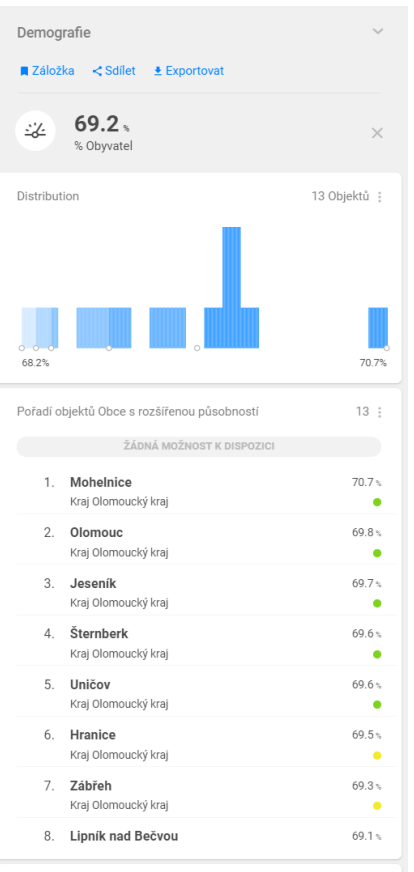 Demografie
Záložka Sdílet Exportovat
69.2 %
% Obyvatel
Distribution 13 Objektů
68.2% 70.7%
Pořadí objektů Obce s rozšířenou působností 13
ŽÁDNÁ MOŽNOST K DISPOZICI
1. Mohelnice 70.7 %
Kraj Olomoucký kraj
2. Olomouc 69.8 %
Kraj Olomoucký kraj
3. Jeseník 69.7 %
Kraj Olomoucký kraj
4. Šternberk 69.6 %
Kraj Olomoucký kraj
5. Uničov 69.6 %
Kraj Olomoucký kraj
6. Hranice 69.5 %
Kraj Olomoucký kraj
7. Zábřeh 69.3 %
Kraj Olomoucký kraj
8. Lipník nad Bečvou 69.1 %